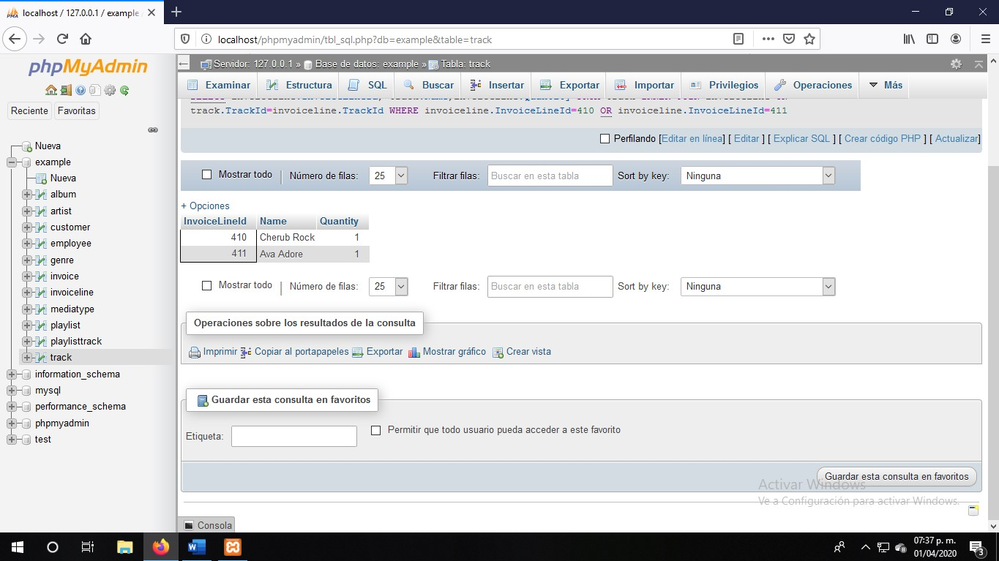 localhost / 127.0.0.1 / example
localhost/phpmyadmin/tbl_sql.php?db=example&table=track
phpMyAdmin
Reciente Favoritas
Nueva
example
Nueva
album
artist
customer
employee
genre
invoice
invoiceline
mediatype
playlist
playlisttrack
track
information_schema
mysql
performance_schema
phpmyadmin
test
Servidor: 127.0.0.1 » Base de datos: example » Tabla: track
Examinar Estructura SQL Buscar Insertar Exportar Importar Privilegios Operaciones Más
track.TrackId=invoiceline.TrackId WHERE invoiceline.InvoiceLineId=410 OR invoiceline.InvoiceLineId=411
Perfilando [Editar en línea] [ Editar ] [ Explicar SQL ] [ Crear código PHP ] [ Actualizar]
Mostrar todo Número de filas: 25 Filtrar filas: Buscar en esta tabla Sort by key: Ninguna
+ Opciones
InvoiceLineId Name Quantity
410 Cherub Rock 1
411 Ava Adore 1
Mostrar todo Número de filas: 25 Filtrar filas: Buscar en esta tabla Sort by key: Ninguna
Operaciones sobre los resultados de la consulta
Imprimir Copiar al portapapeles Exportar Mostrar gráfico Crear vista
Guardar esta consulta en favoritos
Etiqueta: Permitir que todo usuario pueda acceder a este favorito
Guardar esta consulta en favoritos
Activar Windows
Ve a Configuración para activar Windows.
Consola
07:37 p. m.
01/04/2020
3